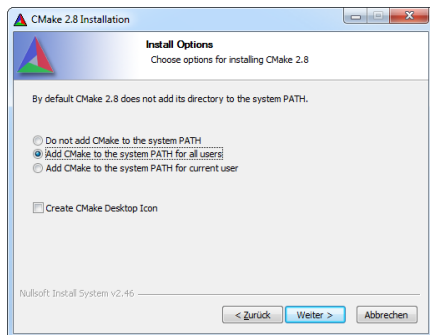 CMake 2.8 Installation
Install Options
Choose options for installing CMake 2.8
By default CMake 2.8 does not add its directory to the system PATH.
Do not add CMake to the system PATH
Add CMake to the system PATH for all users
Add CMake to the system PATH for current user
Create CMake Desktop Icon
Nullsoft Install System v2.46
< Zurück Weiter > Abbrechen